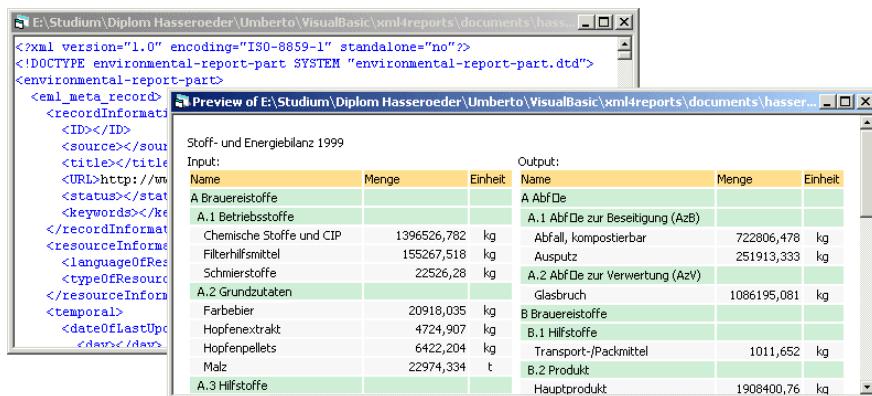 E:\Studium\Diplom Hasseroeder\Umberto\VisualBasic\xml4reports\documents\hass...
<?xml version="1.0" encoding="ISO-8859-1" standalone="no"?>
<!DOCTYPE environmental-report-part SYSTEM "environmental-report-part.dtd">
<environmental-report-part>
<eml_meta_record>
<recordInformati
<ID></ID>
<source></sour
<title></title
<URL>http://ww
<status></stat
<keywords></ke
</recordInformat
<resourceInforma
<languageOfRes
<typeOfResourc
</resourceInform
<temporal>
<dateOfLastUpd
<day></day>
Preview of E:\Studium\Diplom Hasseroeder\Umberto\VisualBasic\xml4reports\documents\hasser...
Stoff- und Energiebilanz 1999
Input:
Name Menge Einheit
A Brauereistoffe
A.1 Betriebsstoffe
Chemische Stoffe und CIP 1396526,782 kg
Filterhilfsmittel 155267,518 kg
Schmierstoffe 22526,28 kg
A.2 Grundzutaten
Farbebier 20918,035 kg
Hopfenextrakt 4724,907 kg
Hopfenpellets 6422,204 kg
Malz 22974,334 t
A.3 Hilfstoffe
Output:
Name Menge Einheit
A Abf□e
A.1 Abf□e zur Beseitigung (AzB)
Abfall, kompostierbar 722806,478 kg
Ausputz 251913,333 kg
A.2 Abf□e zur Verwertung (AzV)
Glasbruch 1086195,081 kg
B Brauereistoffe
B.1 Hilfstoffe
Transport-/Packmittel 1011,652 kg
B.2 Produkt
Hauptprodukt 1908400,76 kg